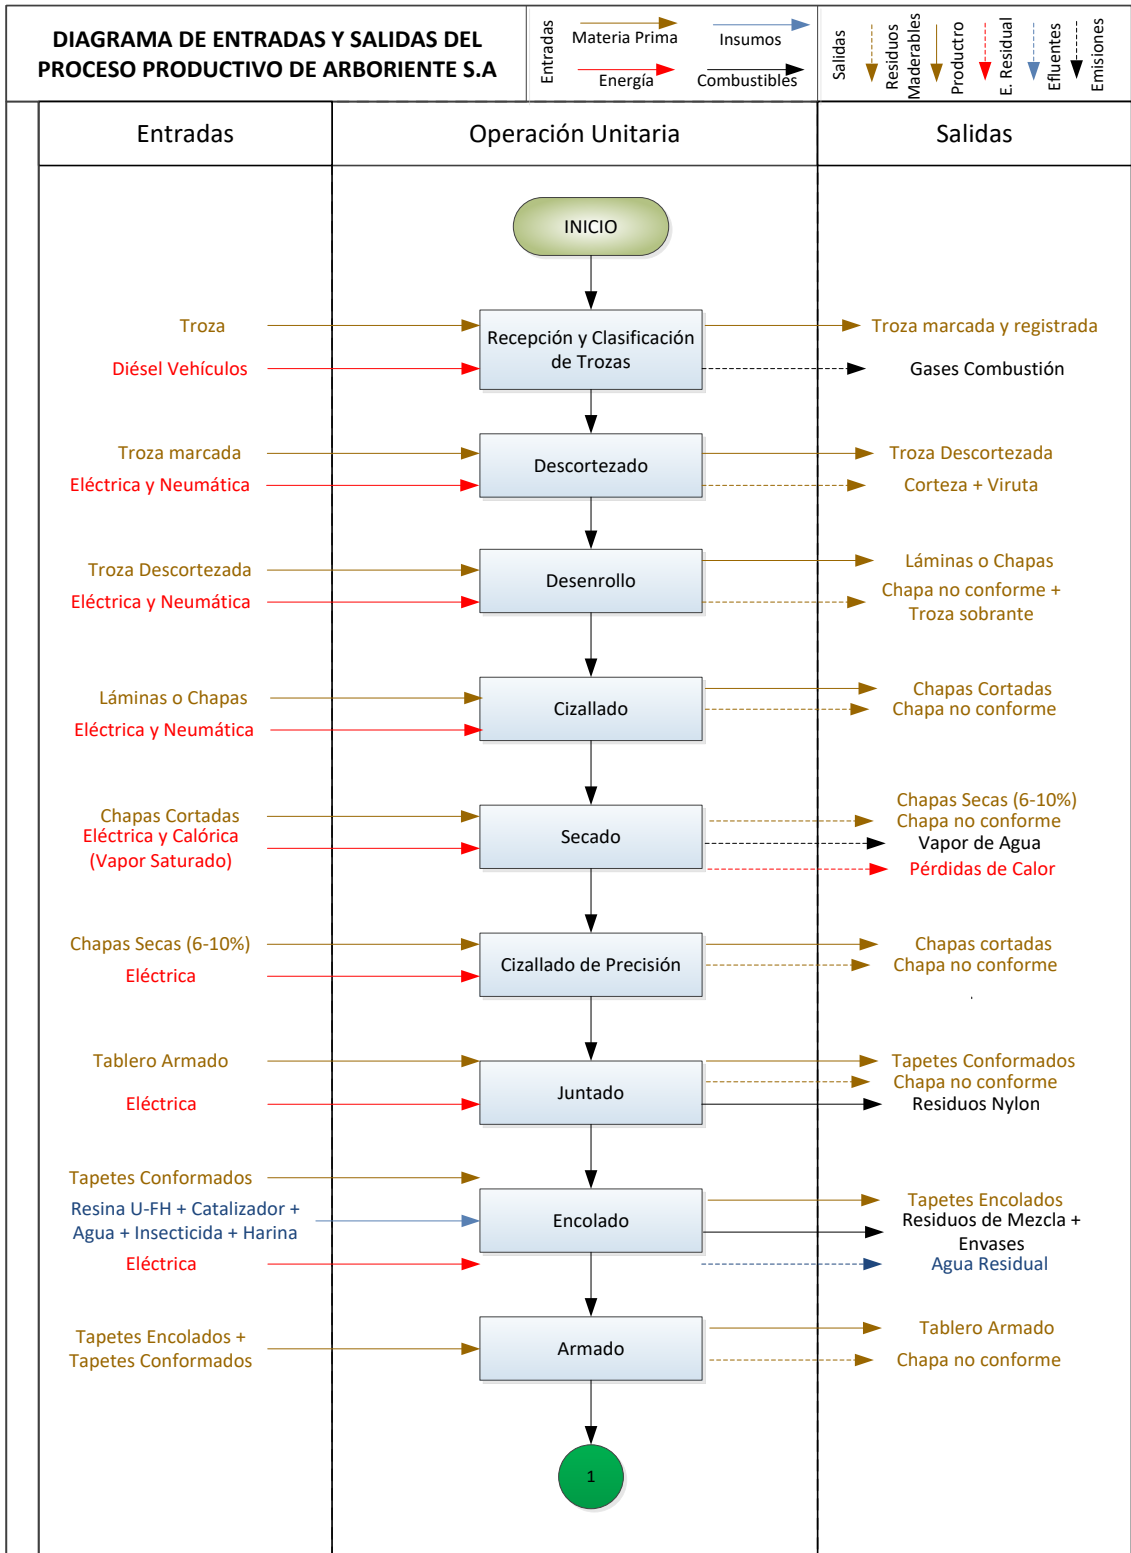 DIAGRAMA DE ENTRADAS Y SALIDAS DEL
PROCESO PRODUCTIVO DE ARBORIENTE S.A
Entradas
Materia Prima
Insumos
Energía
Combustibles
Salidas
Residuos
Maderables
Productro
E. Residual
Efluentes
Emisiones
Entradas
Operación Unitaria
Salidas
INICIO
Troza
Diésel Vehículos
Recepción y Clasificación
de Trozas
Troza marcada y registrada
Gases Combustión
Troza marcada
Eléctrica y Neumática
Descortezado
Troza Descortezada
Corteza + Viruta
Troza Descortezada
Eléctrica y Neumática
Desenrollo
Láminas o Chapas
Chapa no conforme +
Troza sobrante
Láminas o Chapas
Eléctrica y Neumática
Cizallado
Chapas Cortadas
Chapa no conforme
Chapas Cortadas
Eléctrica y Calórica
(Vapor Saturado)
Secado
Chapas Secas (6-10%)
Chapa no conforme
Vapor de Agua
Pérdidas de Calor
Chapas Secas (6-10%)
Eléctrica
Cizallado de Precisión
Chapas cortadas
Chapa no conforme
.
Tablero Armado
Eléctrica
Juntado
Tapetes Conformados
Chapa no conforme
Residuos Nylon
Tapetes Conformados
Resina U-FH + Catalizador +
Agua + Insecticida + Harina
Eléctrica
Encolado
Tapetes Encolados
Residuos de Mezcla +
Envases
Agua Residual
Tapetes Encolados +
Tapetes Conformados
Armado
Tablero Armado
Chapa no conforme
1